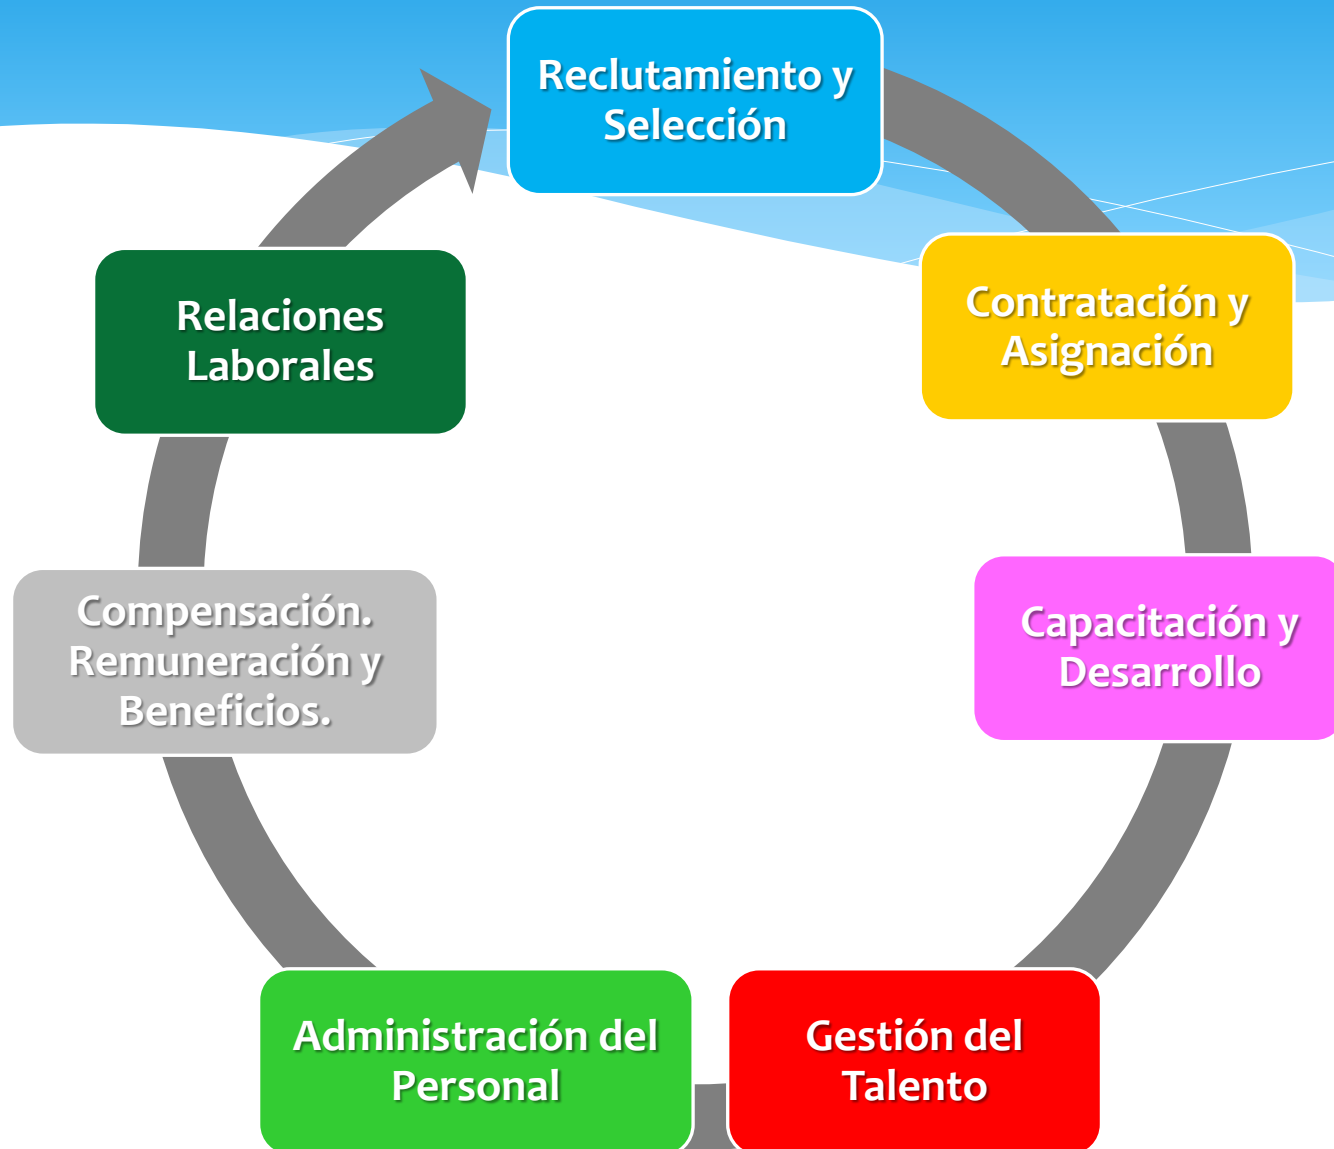 Reclutamiento y
Selección
Contratación y
Asignación
Capacitación y
Desarrollo
Gestión del
Talento
Administración del
Personal
Compensación.
Remuneración y
Beneficios.
Relaciones
Laborales